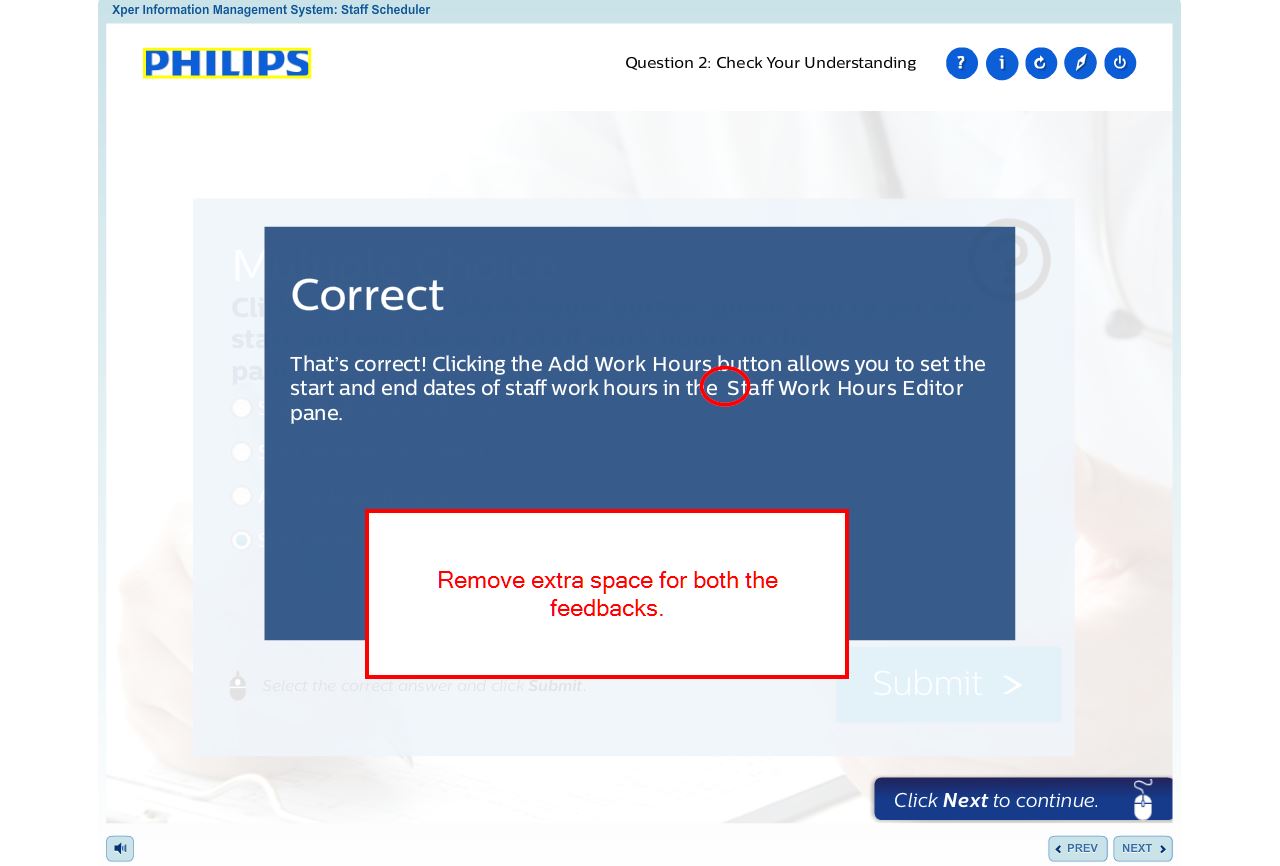 Xper Information Management System: Staff Scheduler
PHILIPS
Question 2: Check Your Understanding
Correct
That's correct! Clicking the Add Work Hours button allows you to set the
start and end dates of staff work hours in the  Staff Work Hours Editor
pane.
Remove extra space for both the
feedbacks.
Select the correct answer and click Submit.
Submit >
Click Next to continue.
PREV
NEXT